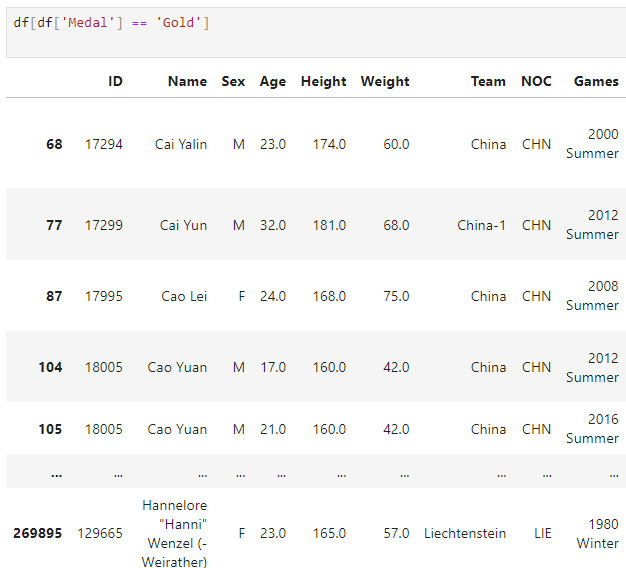 df[df['Medal'] == 'Gold']
ID Name Sex Age Height Weight Team NOC Games
68 17294 Cai Yalin M 23.0 174.0 60.0 China CHN 2000
Summer
77 17299 Cai Yun M 32.0 181.0 68.0 China-1 CHN 2012
Summer
87 17995 Cao Lei F 24.0 168.0 75.0 China CHN 2008
Summer
104 18005 Cao Yuan M 17.0 160.0 42.0 China CHN 2012
Summer
105 18005 Cao Yuan M 21.0 160.0 42.0 China CHN 2016
Summer
... ... ... ... ... ... ... ... ... ...
269895 129665 Hannelore
"Hanni"
Wenzel (-
Weirather) F 23.0 165.0 57.0 Liechtenstein LIE 1980
Winter